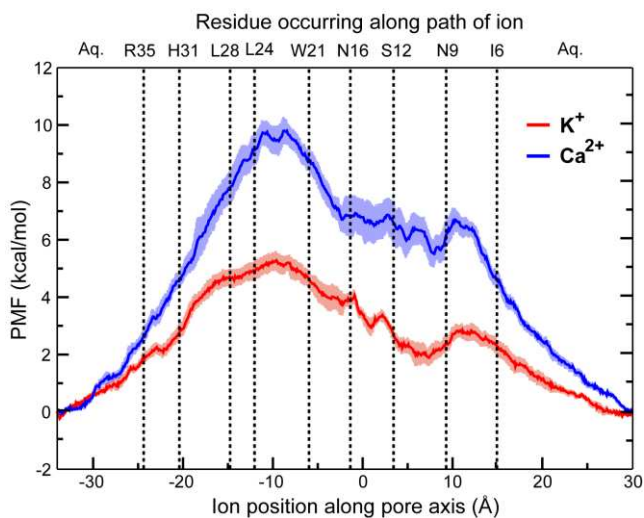 Residue occurring along path of ion
Aq. R35 H31 L28 L24 W21 N16 S12 N9 I6 Aq.
12
10
8
6
4
2
0
-2
PMF (kcal/mol)
K+
Ca2+
-30 -20 -10 0 10 20 30
Ion position along pore axis (Å)